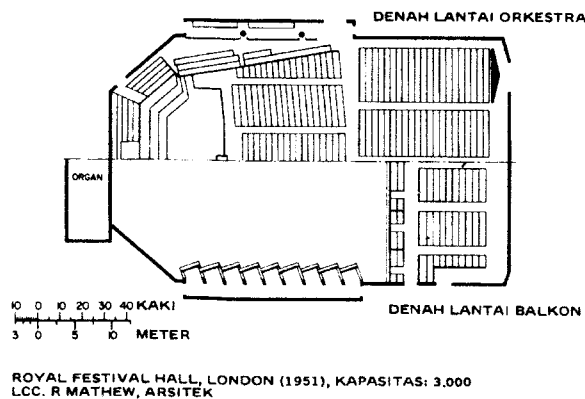 DENAH LANTAI ORKESTRA
ORGAN
10 0 10 20 30 40 KAKI
3 0 5 10 METER
DENAH LANTAI BALKON
ROYAL FESTIVAL HALL, LONDON (1951), KAPASITAS: 3.000
LCC. R MATHEW, ARSITEK